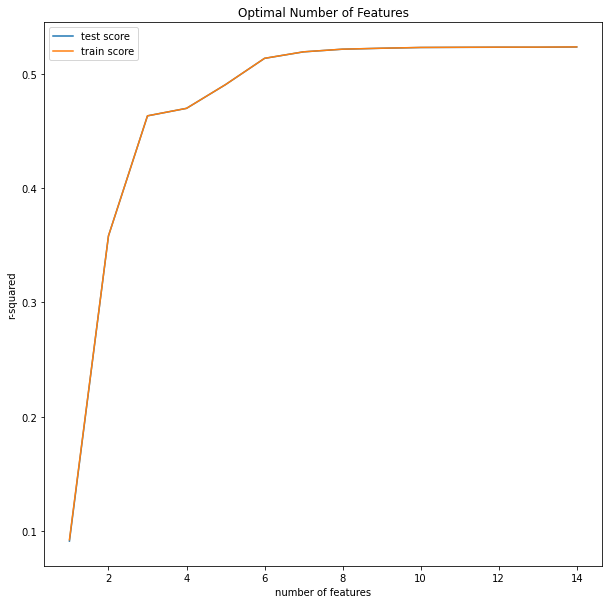 Optimal Number of Features
test score
train score
0.5
0.4
0.3
0.2
0.1
r-squared
2 4 6 8 10 12 14
number of features